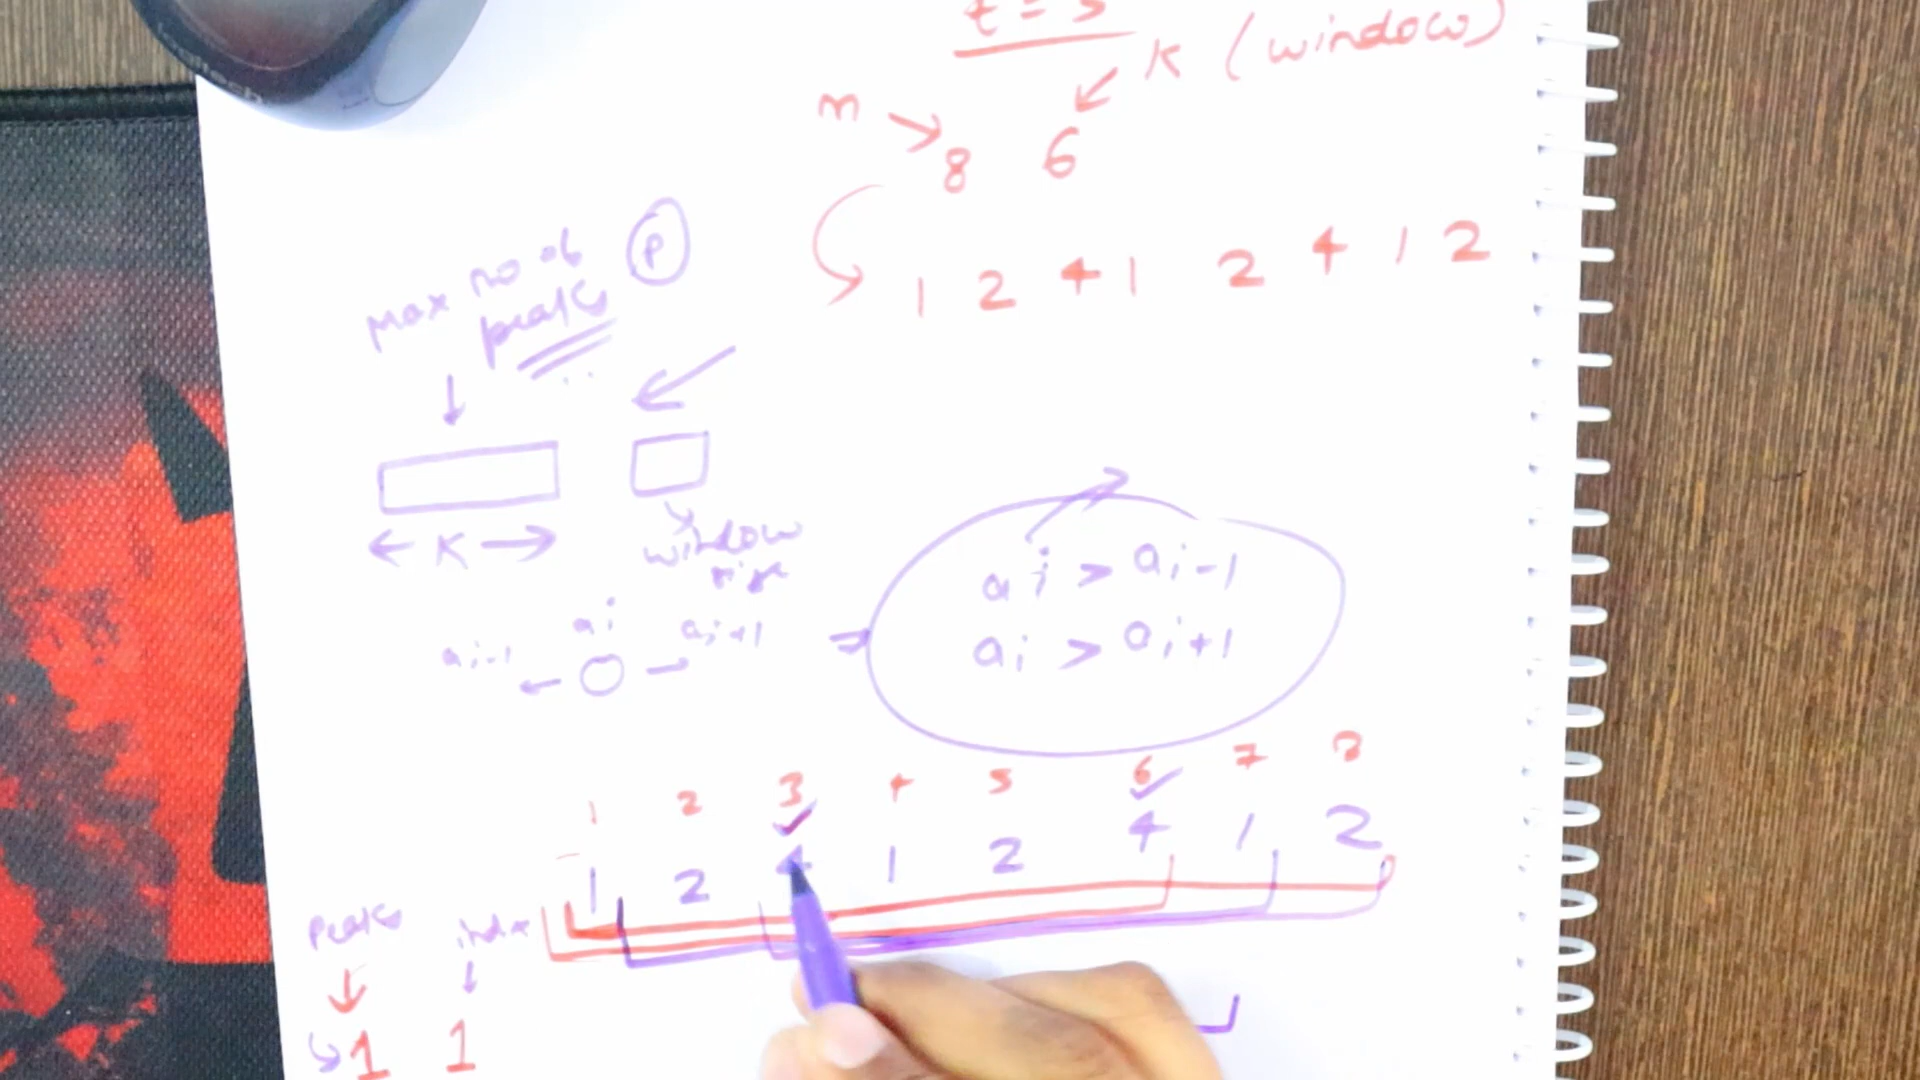 t = 5
K (window)
n
8 6
1 2 4 1 2 4 1 2
Max no of
peaks
P
K
window
size
ai-1 ai ai+1
ai > ai-1
ai > ai+1
1 2 3 4 5 6 7 8
1 2 4 1 2 4 1 2
Peaks index
1 1